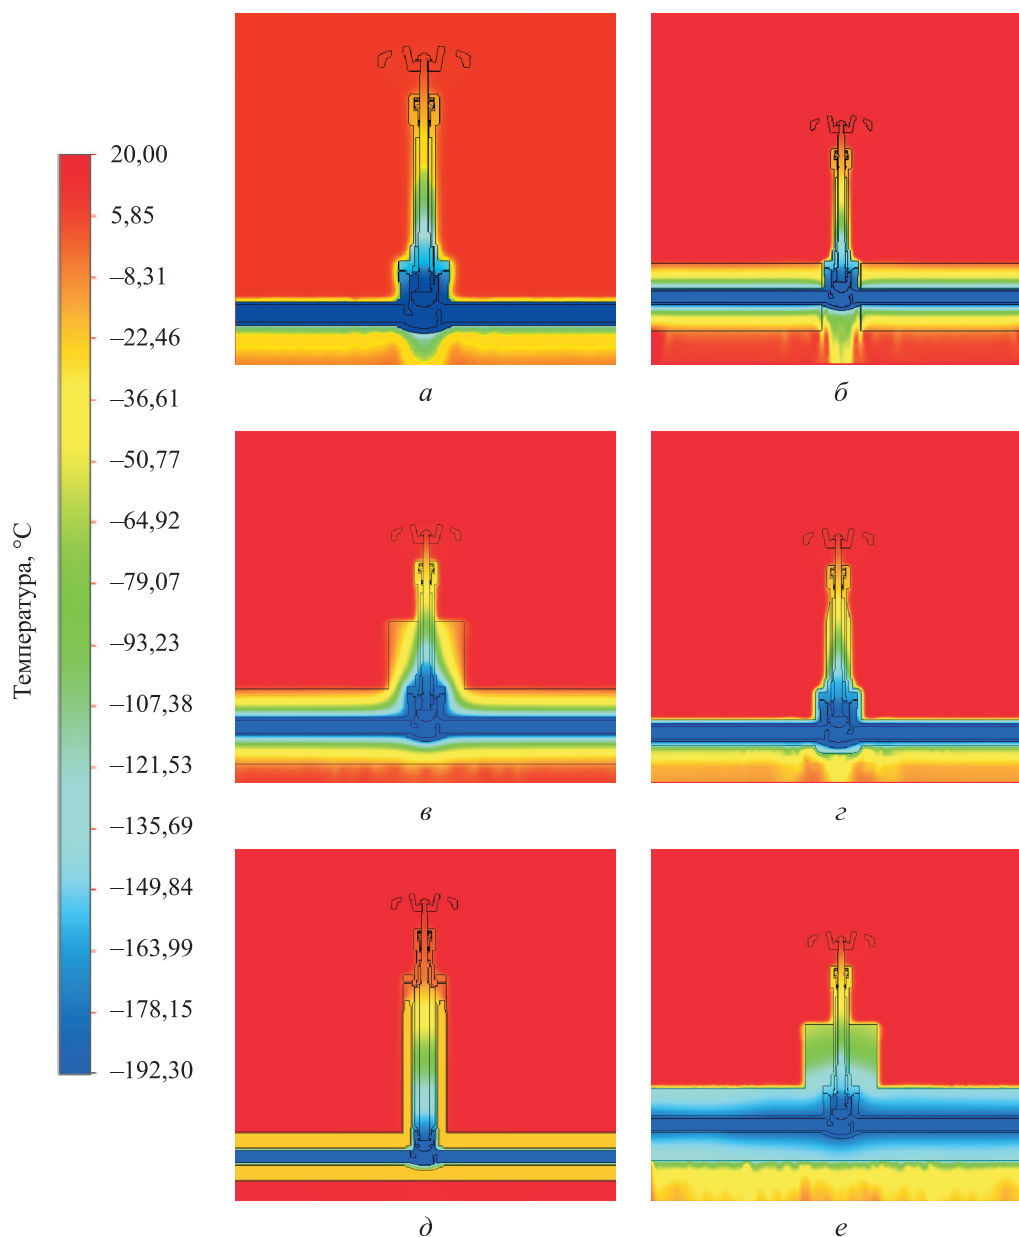 Температура, °C
20,00
5,85
–8,31
–22,46
–36,61
–50,77
–64,92
–79,07
–93,23
–107,38
–121,53
–135,69
–149,84
–163,99
–178,15
–192,30
а
б
в
г
д
е